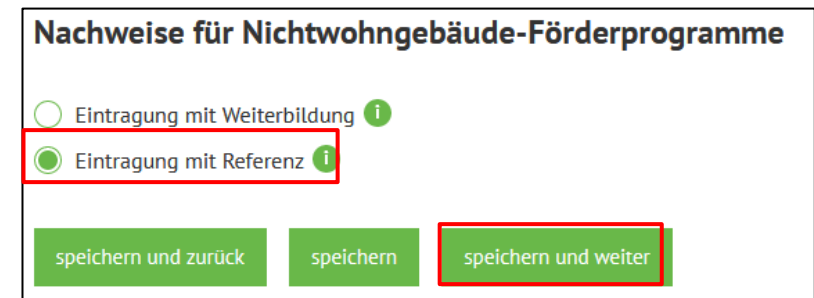 Nachweise für Nichtwohngebäude-Förderprogramme
Eintragung mit Weiterbildung i
Eintragung mit Referenz i
speichern und zurück speichern speichern und weiter